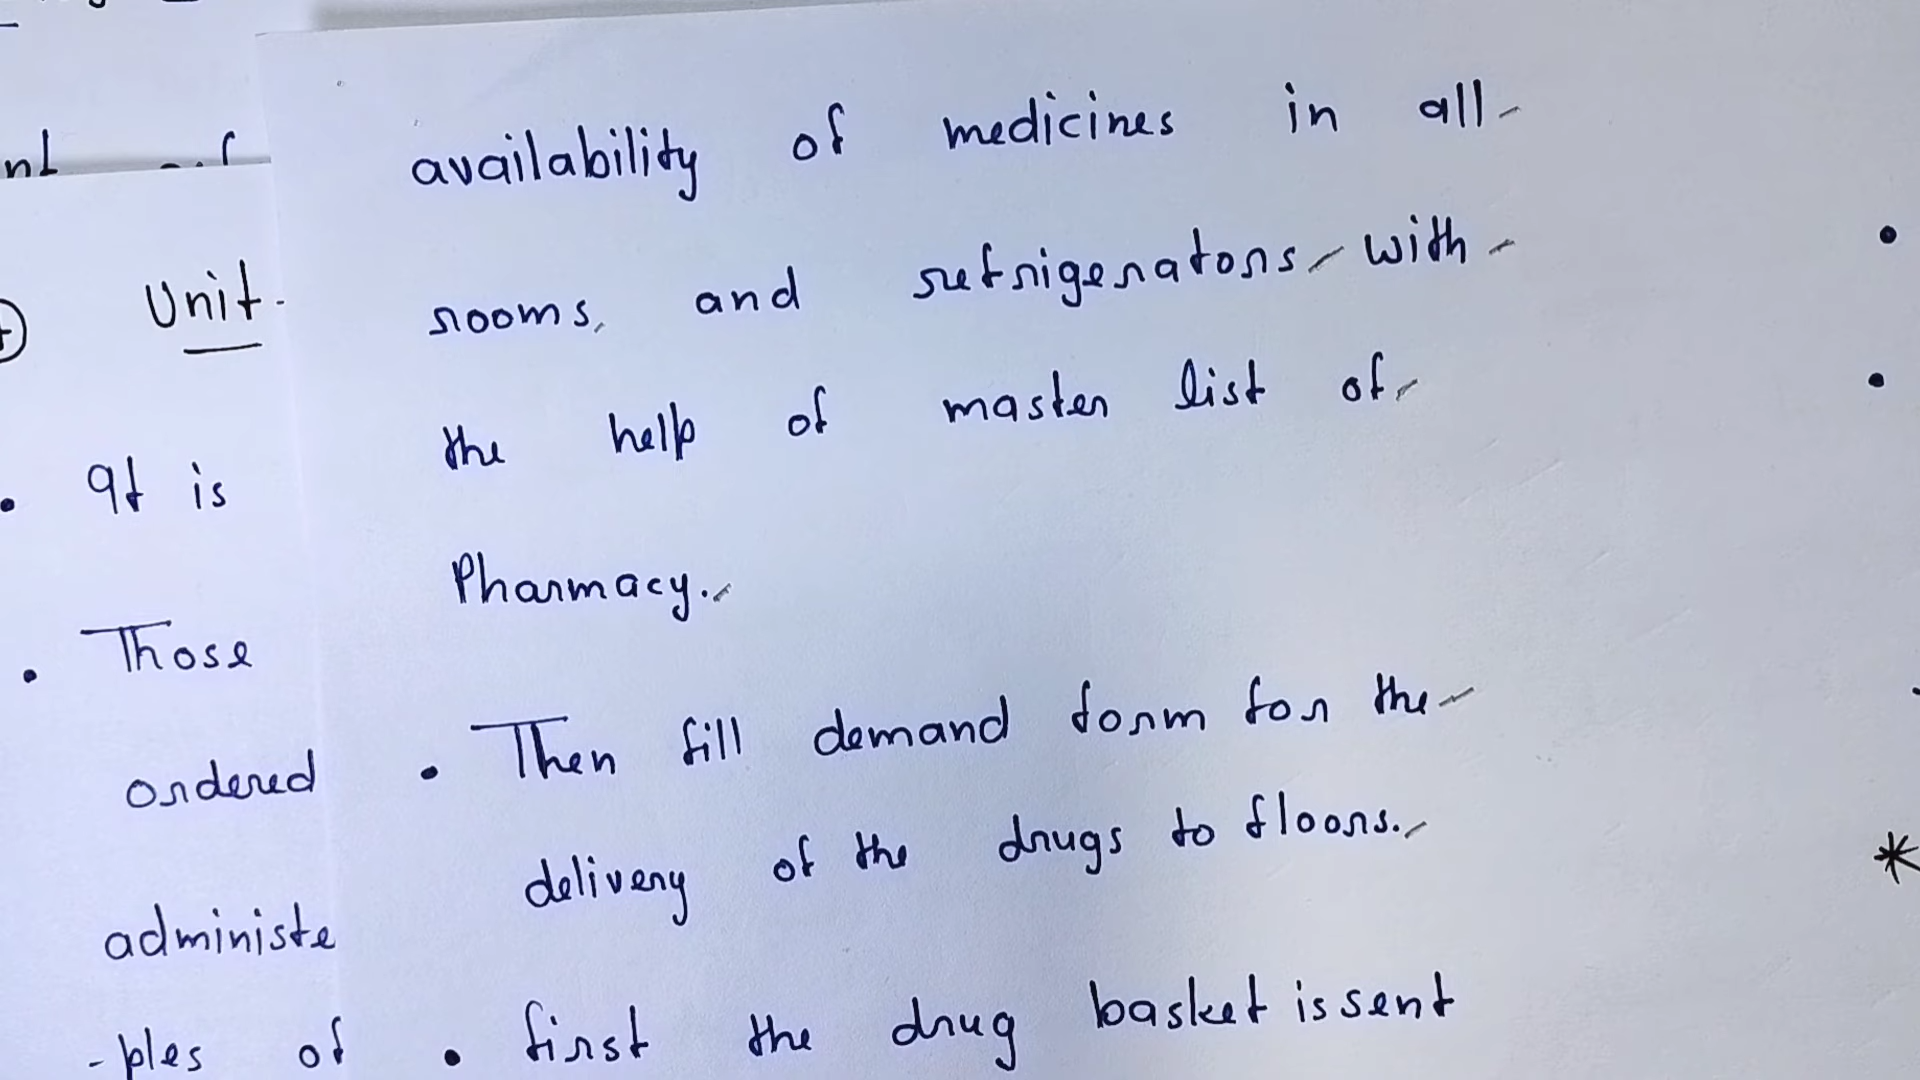 availability of medicines in all
rooms, and refrigerators with
the help of master list of
Pharmacy.
• Then fill demand form for the
delivery of the drugs to floors.
• first the drug basket is sent
Unit-
• It is
• Those
ordered
administe
-ples of